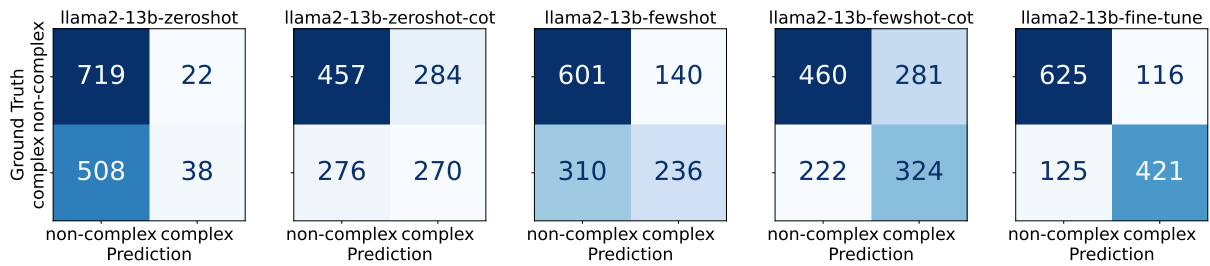 llama2-13b-zeroshot
llama2-13b-zeroshot-cot
llama2-13b-fewshot
llama2-13b-fewshot-cot
llama2-13b-fine-tune
Ground Truth
non-complex
complex
719 22
508 38
non-complex complex
Prediction
457 284
276 270
non-complex complex
Prediction
601 140
310 236
non-complex complex
Prediction
460 281
222 324
non-complex complex
Prediction
625 116
125 421
non-complex complex
Prediction